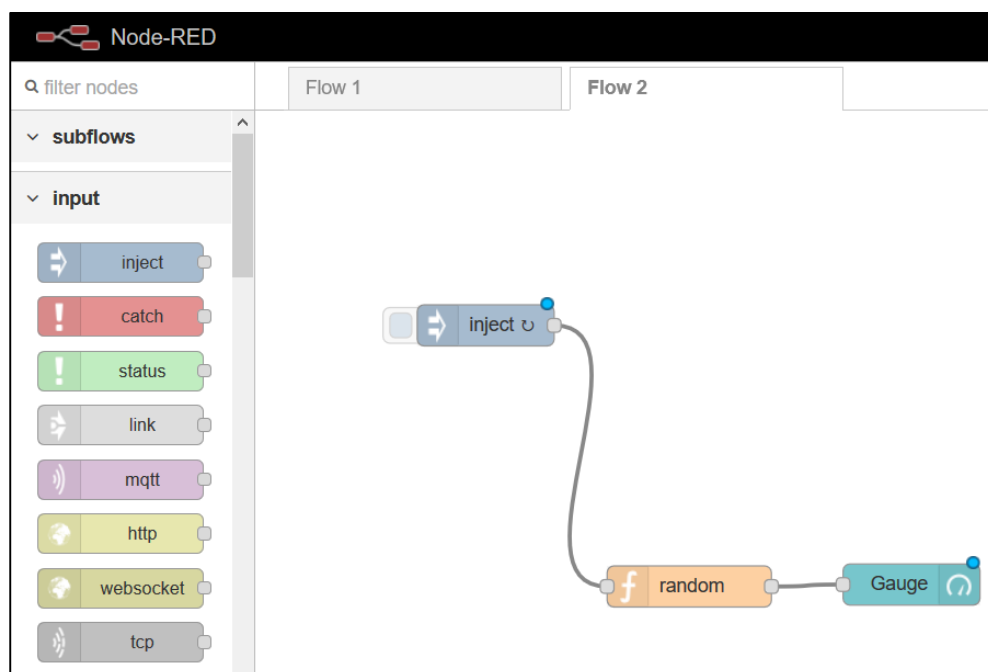 Node-RED
filter nodes
Flow 1
Flow 2
subflows
input
inject
catch
status
link
mqtt
http
websocket
tcp
inject ↻
random
Gauge